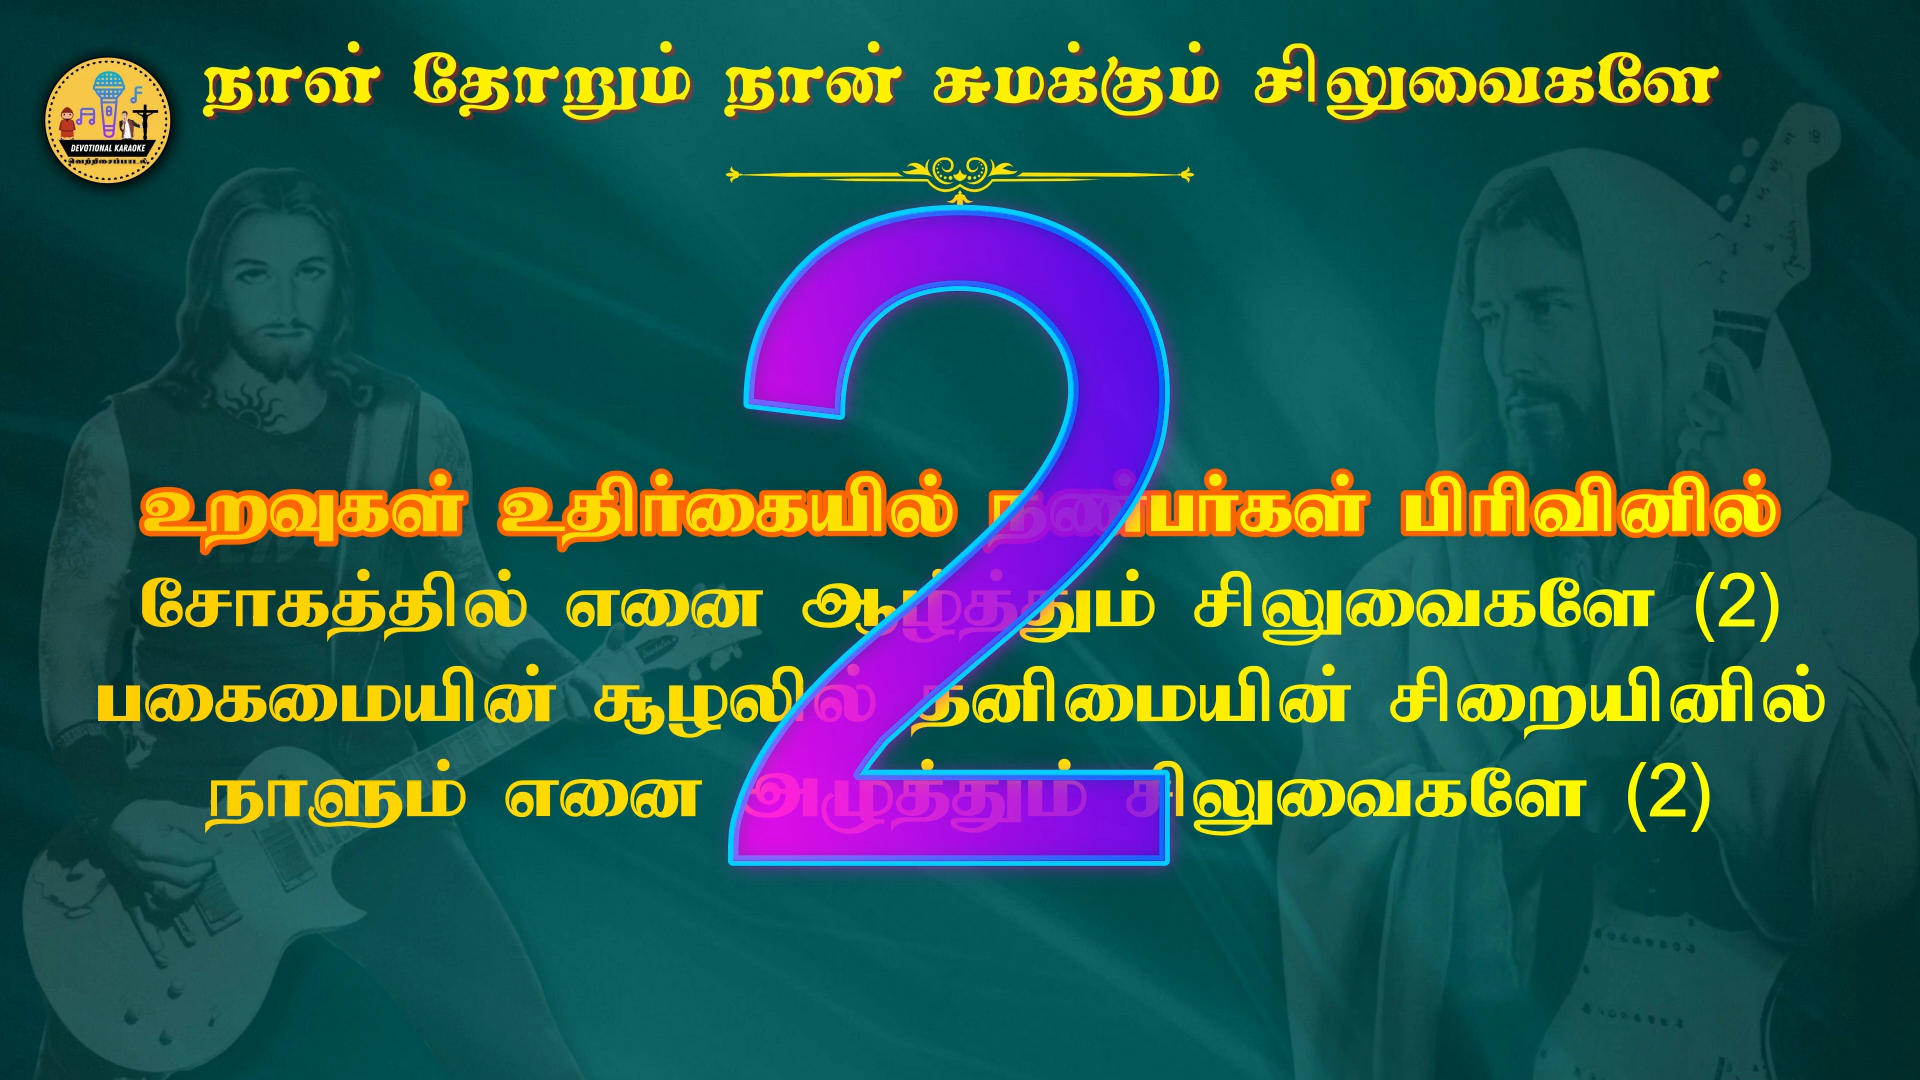 நாள் தோறும் நான் சுமக்கும் சிலுவைகளே
DEVOTIONAL KARAOKE
2
உறவுகள் உதிர்கையில் நண்பர்கள் பிரிவினில்
சோகத்தில் எனை ஆழ்த்தும் சிலுவைகளே (2)
பகைமையின் சூழலில் தனிமையின் சிறையினில்
நாளும் எனை அழுத்தும் சிலுவைகளே (2)